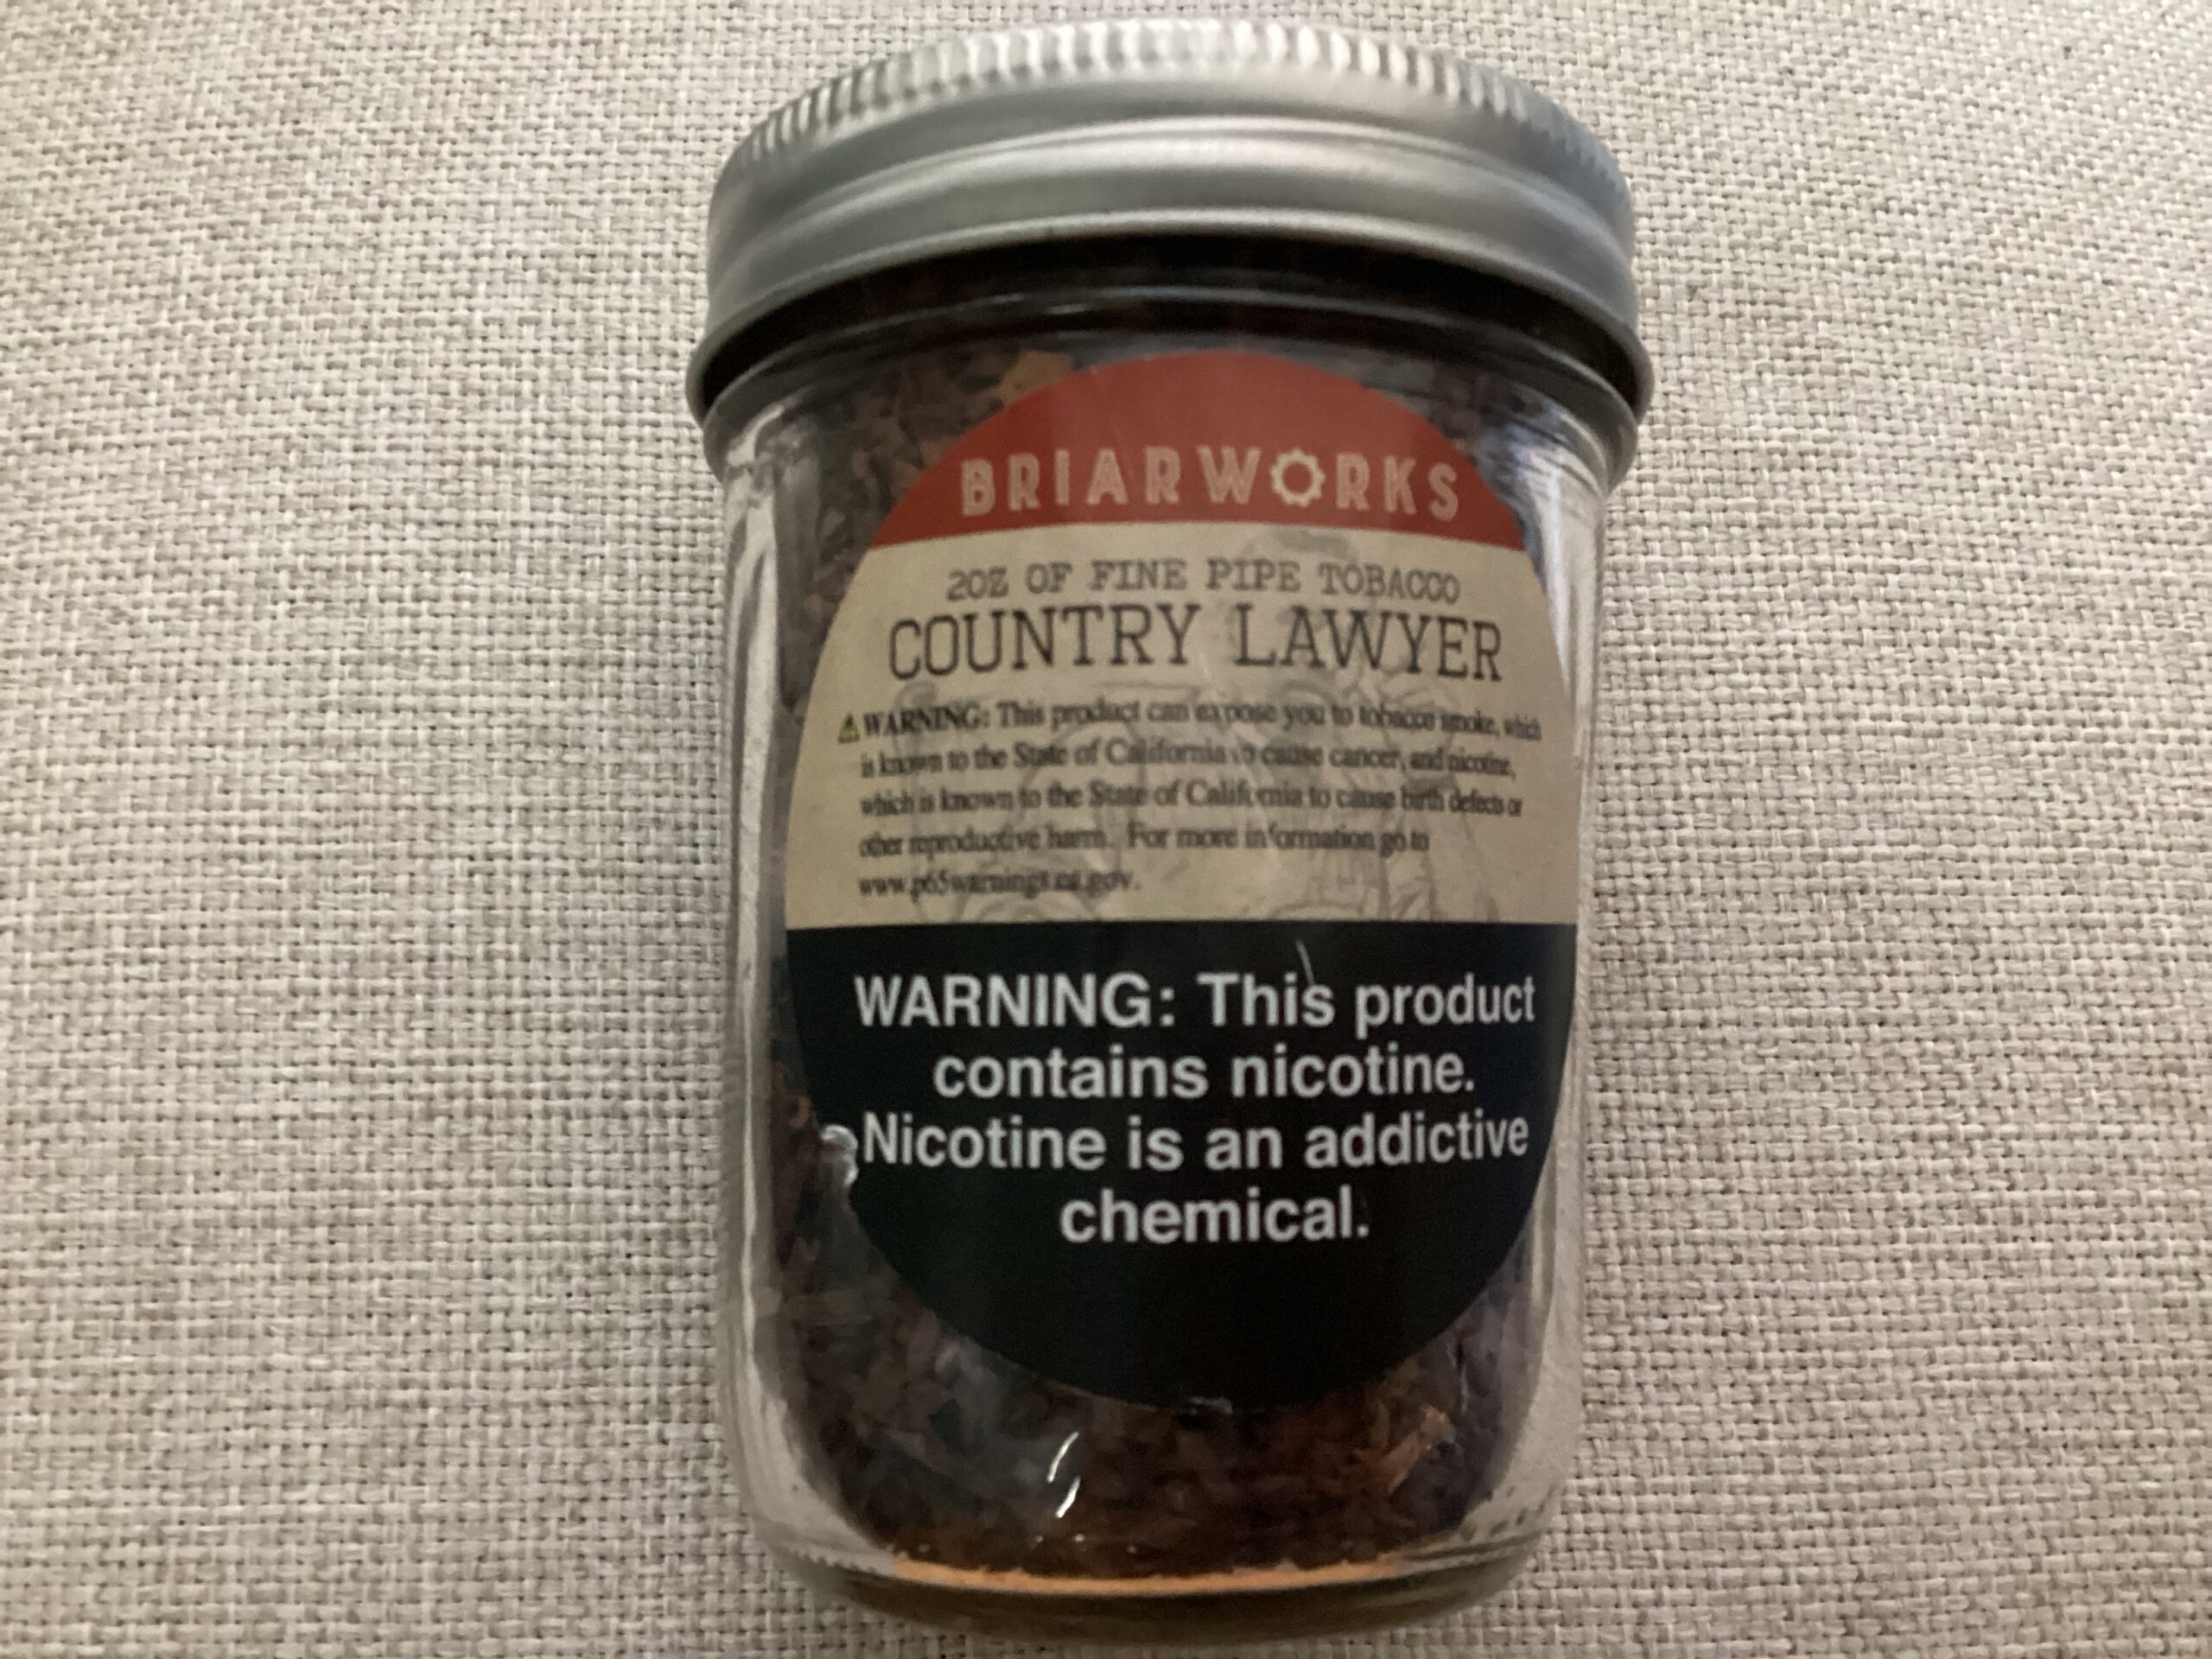 BRIARWORKS
2OZ OF FINE PIPE TOBACCO
COUNTRY LAWYER
WARNING: This product can expose you to tobacco smoke, which
is known to the State of California to cause cancer, and nicotine,
which is known to the State of California to cause birth defects or
other reproductive harm. For more information go to
www.p65warnings.ca.gov.
WARNING: This product
contains nicotine.
Nicotine is an addictive
chemical.